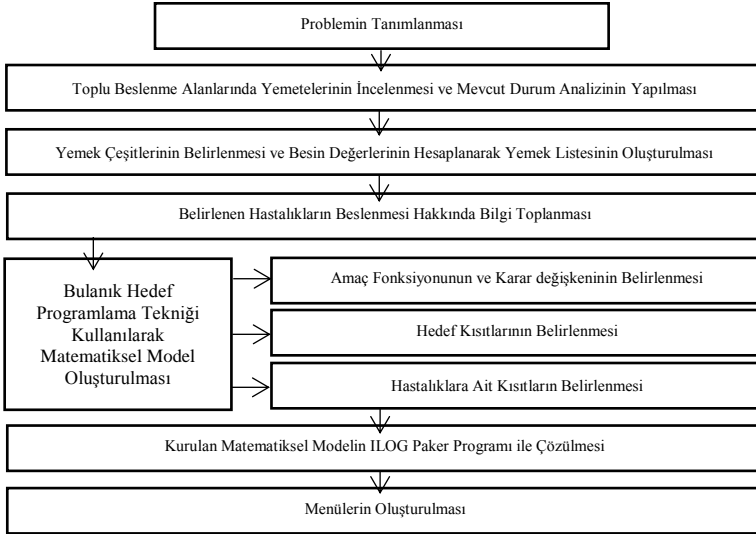 Problemin Tanımlanması
Toplu Beslenme Alanlarında Yemetelerinin İncelenmesi ve Mevcut Durum Analizinin Yapılması
Yemek Çeşitlerinin Belirlenmesi ve Besin Değerlerinin Hesaplanarak Yemek Listesinin Oluşturulması
Belirlenen Hastalıkların Beslenmesi Hakkında Bilgi Toplanması
Bulanık Hedef
Programlama Tekniği
Kullanılarak
Matematiksel Model
Oluşturulması
Amaç Fonksiyonunun ve Karar değişkeninin Belirlenmesi
Hedef Kısıtlarının Belirlenmesi
Hastalıklara Ait Kısıtların Belirlenmesi
Kurulan Matematiksel Modelin ILOG Paker Programı ile Çözülmesi
Menülerin Oluşturulması